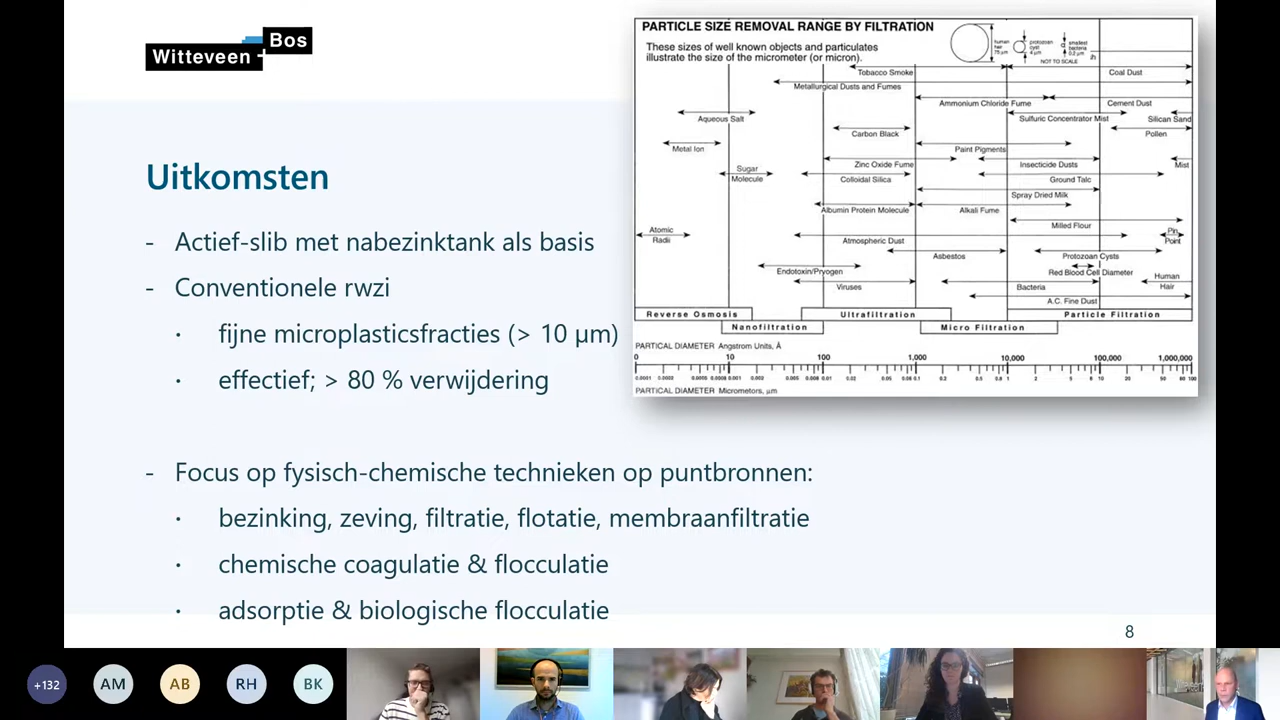 Witteveen
Bos
Uitkomsten
- Actief-slib met nabezinktank als basis
- Conventionele rwzi
· fijne microplasticsfracties (> 10 µm)
· effectief; > 80 % verwijdering
- Focus op fysisch-chemische technieken op puntbronnen:
· bezinking, zeving, filtratie, flotatie, membraanfiltratie
· chemische coagulatie & flocculatie
· adsorptie & biologische flocculatie
PARTICLE SIZE REMOVAL RANGE BY FILTRATION
These sizes of well known objects and particulates
illustrate the size of the micrometer (or micron).
human hair 75 µm
protozoan cyst 4 µm
smallest bacteria 0.2 µm
NOT TO SCALE
Tobacco Smoke
Coal Dust
Metallurgical Dusts and Fumes
Ammonium Chloride Fume
Cement Dust
Aqueous Salt
Sulfuric Concentrator Mist
Silican Sand
Carbon Black
Pollen
Metal Ion
Paint Pigments
Sugar
Molecule
Zinc Oxide Fume
Insecticide Dusts
Mist
Colloidal Silica
Ground Talc
Spray Dried Milk
Albumin Protein Molecule
Alkali Fume
Milled Flour
Atomic
Radii
Atmospheric Dust
Pin
Point
Asbestos
Protozoan Cysts
Endotoxin/Pryogen
Red Blood Cell Diameter
Viruses
Bacteria
Human
Hair
A.C. Fine Dust
Reverse Osmosis
Ultrafiltration
Particle Filtration
Nanofiltration
Micro Filtration
PARTICAL DIAMETER Angstrom Units, Å
0 10 100 1,000 10,000 100,000 1,000,000
PARTICAL DIAMETER Micrometers, µm
8
+132
AM
AB
RH
BK